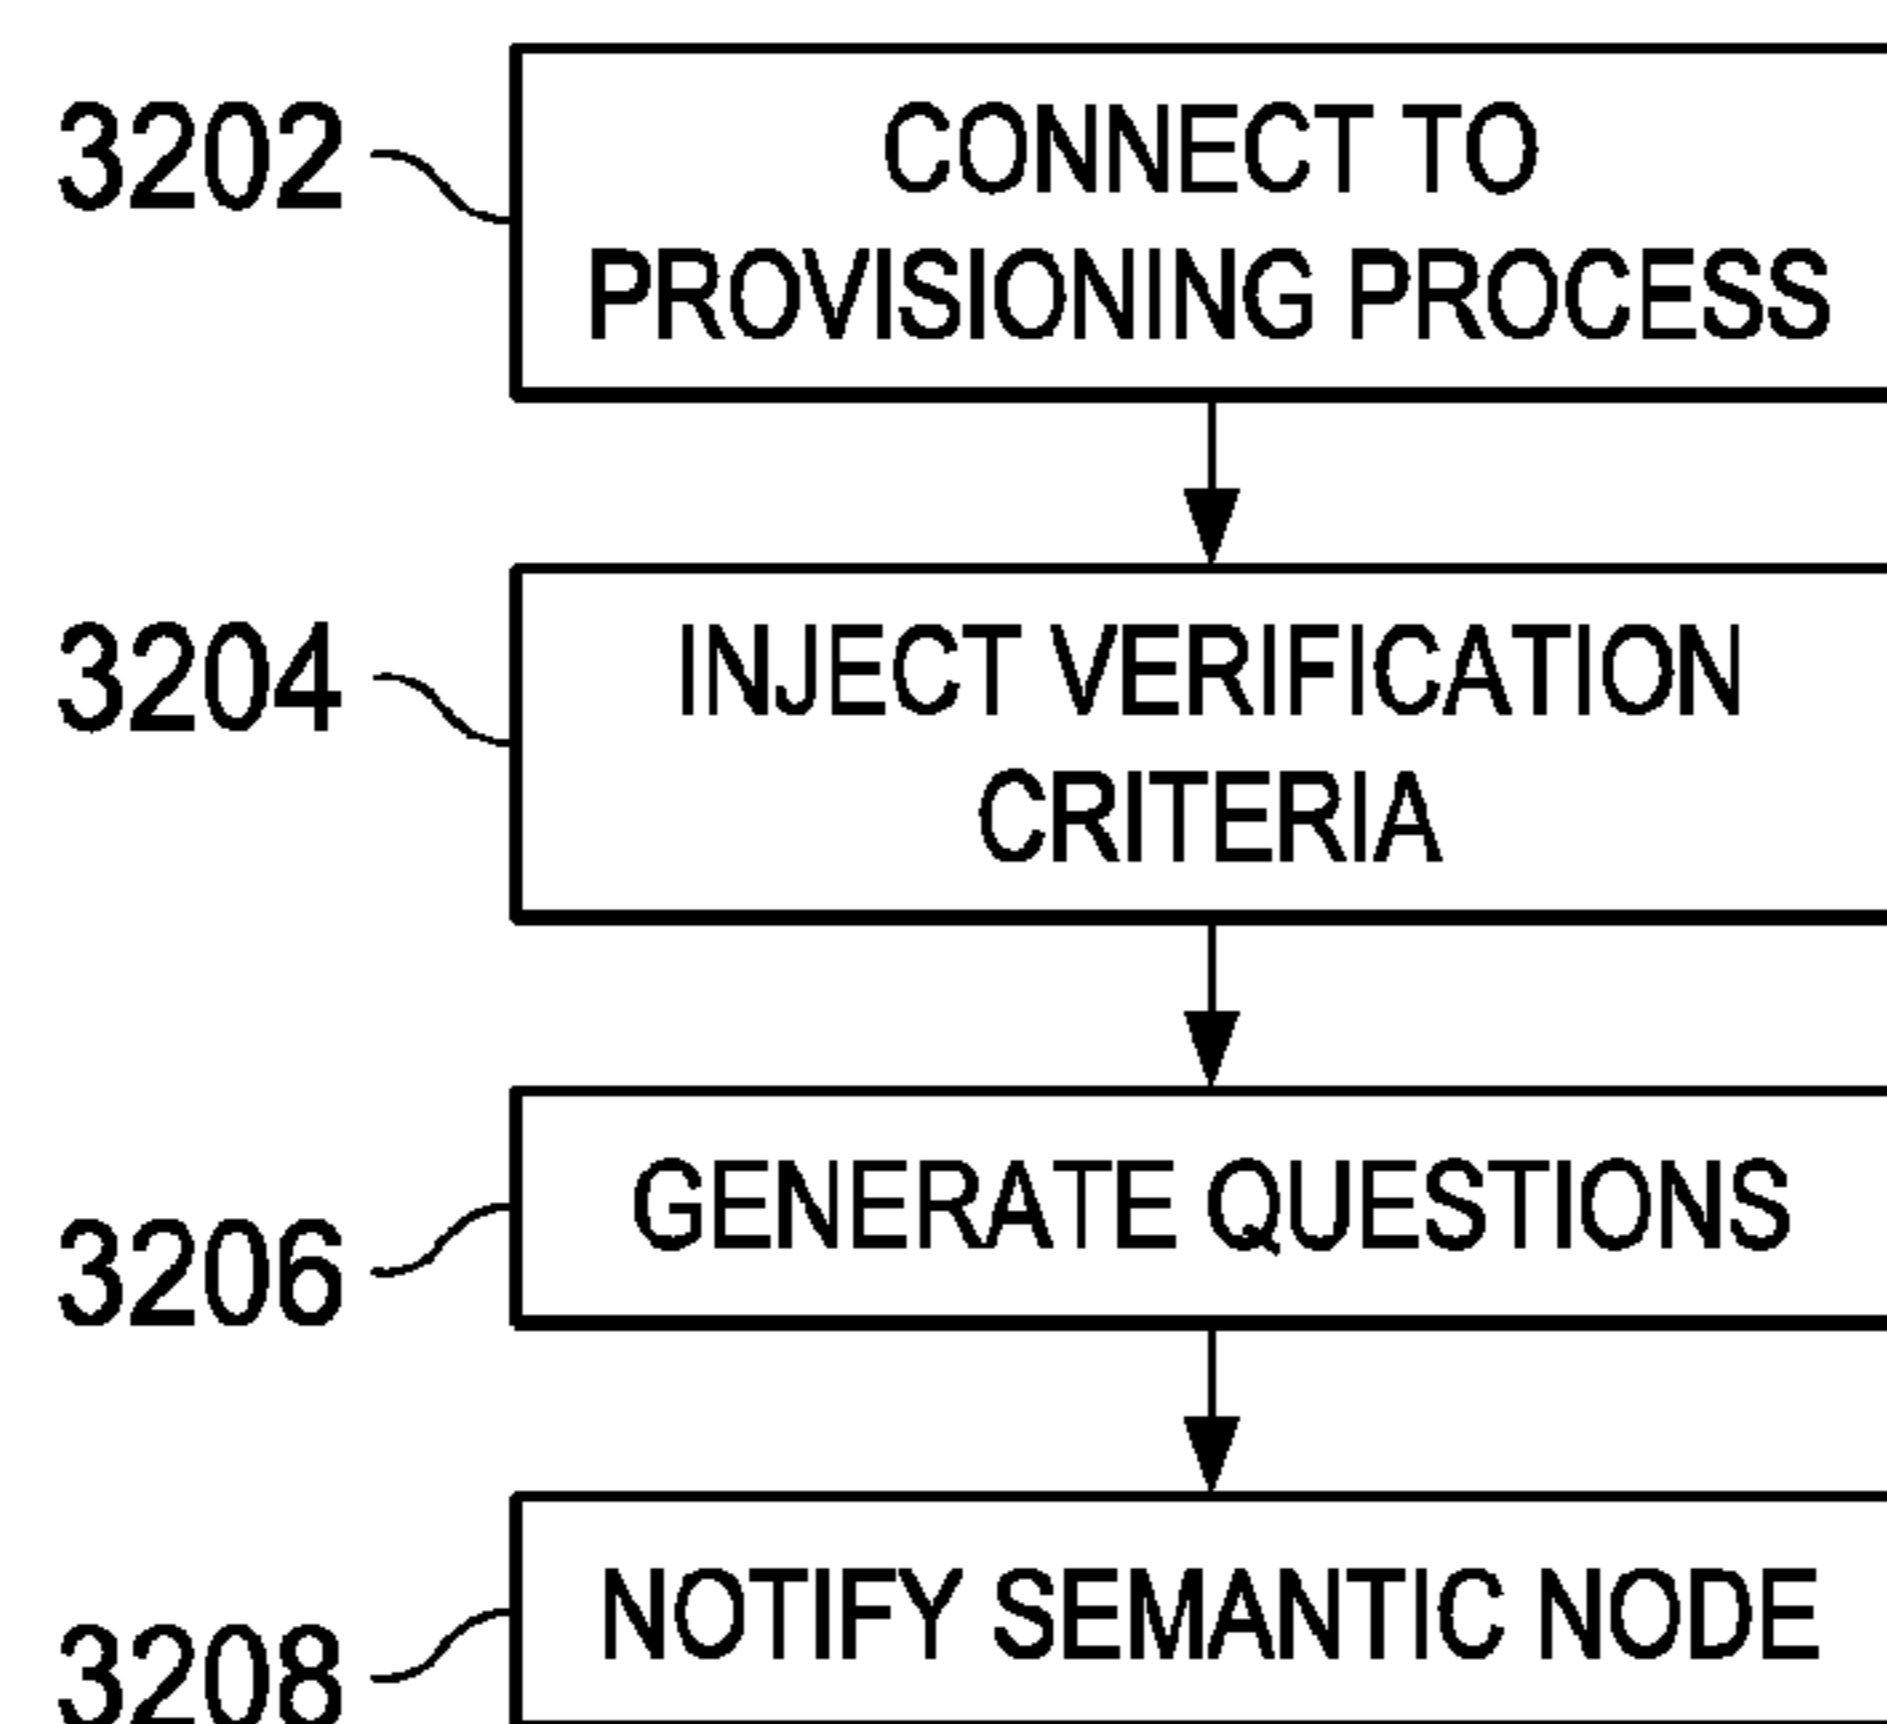 3202
CONNECT TO
PROVISIONING PROCESS
3204
INJECT VERIFICATION
CRITERIA
3206
GENERATE QUESTIONS
3208
NOTIFY SEMANTIC NODE